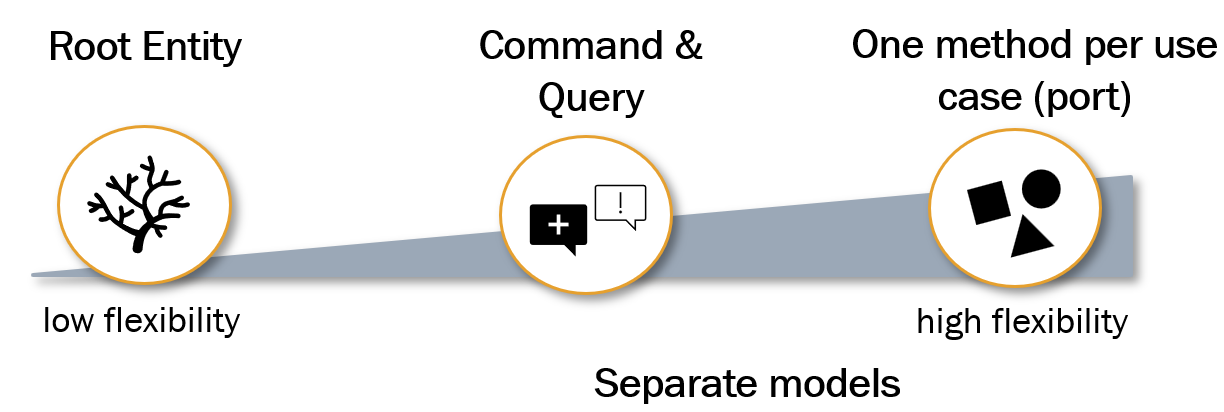 Root Entity
Command &
Query
One method per use
case (port)
low flexibility
high flexibility
Separate models